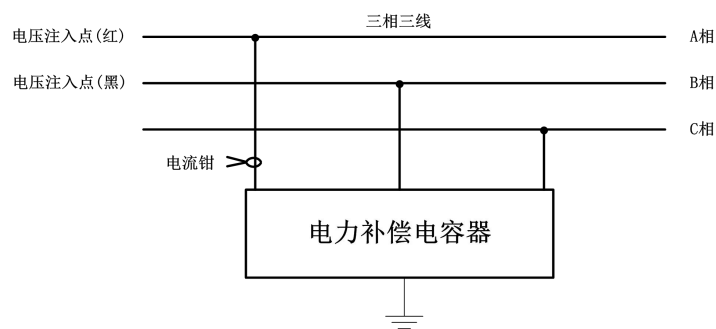 三相三线
电压注入点(红)
A相
电压注入点(黑)
B相
C相
电流钳
电力补偿电容器